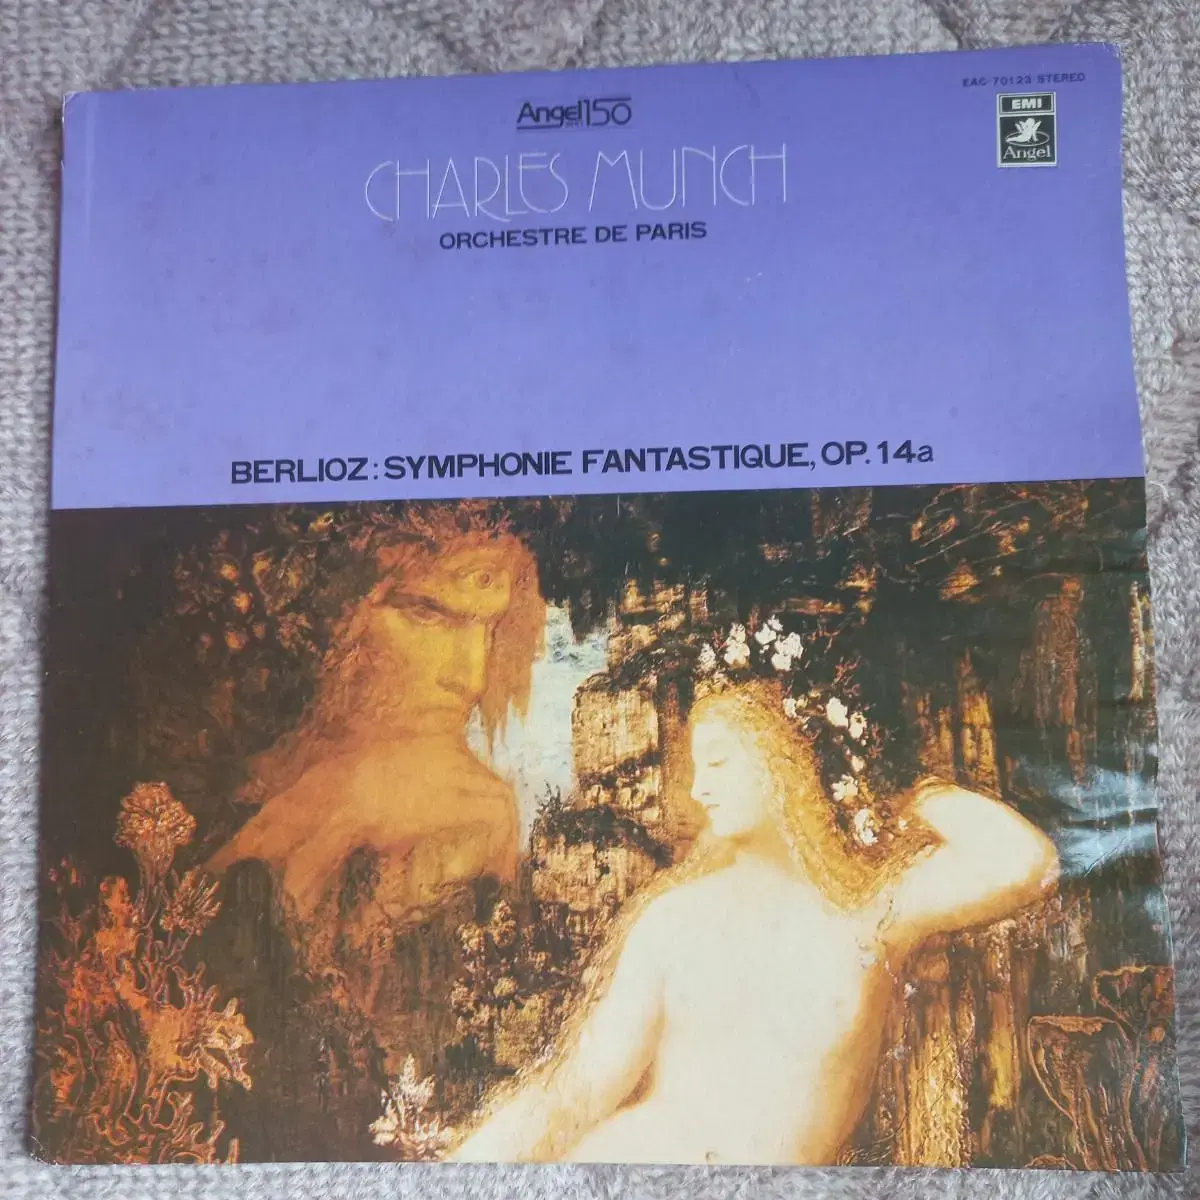 EAC-70123 STEREO
Angel 150
EMI
Angel
CHARLES MUNCH
ORCHESTRE DE PARIS
BERLIOZ: SYMPHONIE FANTASTIQUE, OP. 14a